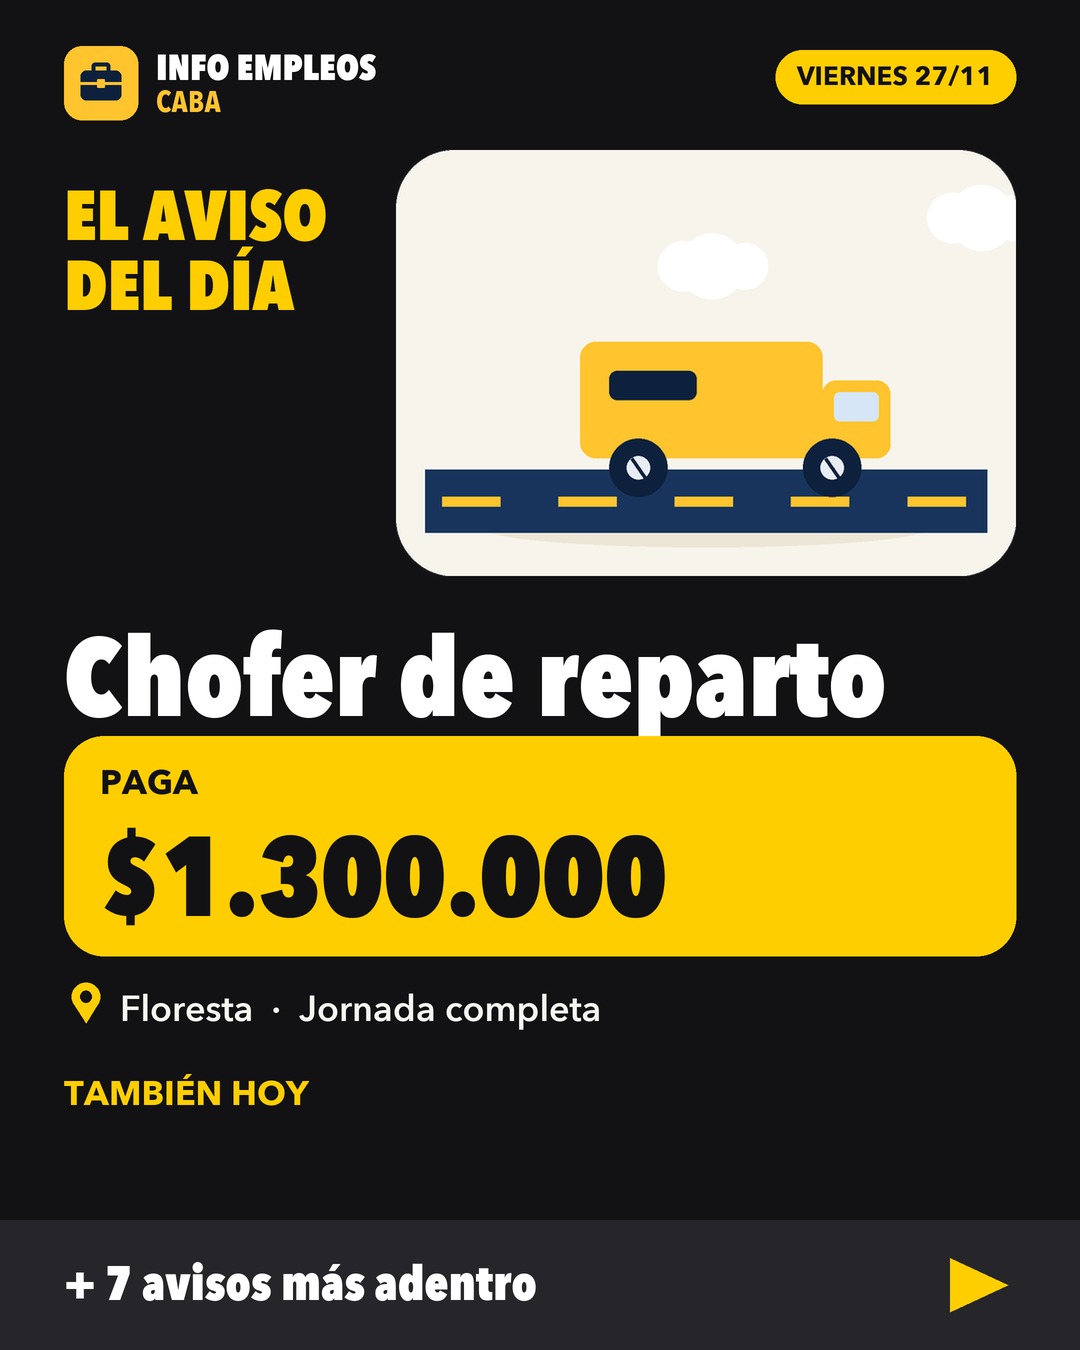 INFO EMPLEOS
CABA
VIERNES 27/11
EL AVISO
DEL DÍA
Chofer de reparto
PAGA
$1.300.000
Floresta · Jornada completa
TAMBIÉN HOY
+ 7 avisos más adentro